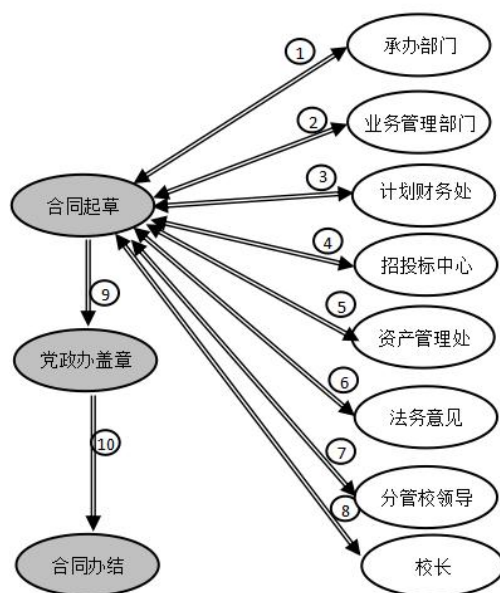 ① 承办部门
② 业务管理部门
③ 计划财务处
合同起草
④ 招投标中心
⑨
⑤ 资产管理处
党政办盖章
⑥ 法务意见
⑩
⑦ 分管校领导
⑧
合同办结
校长